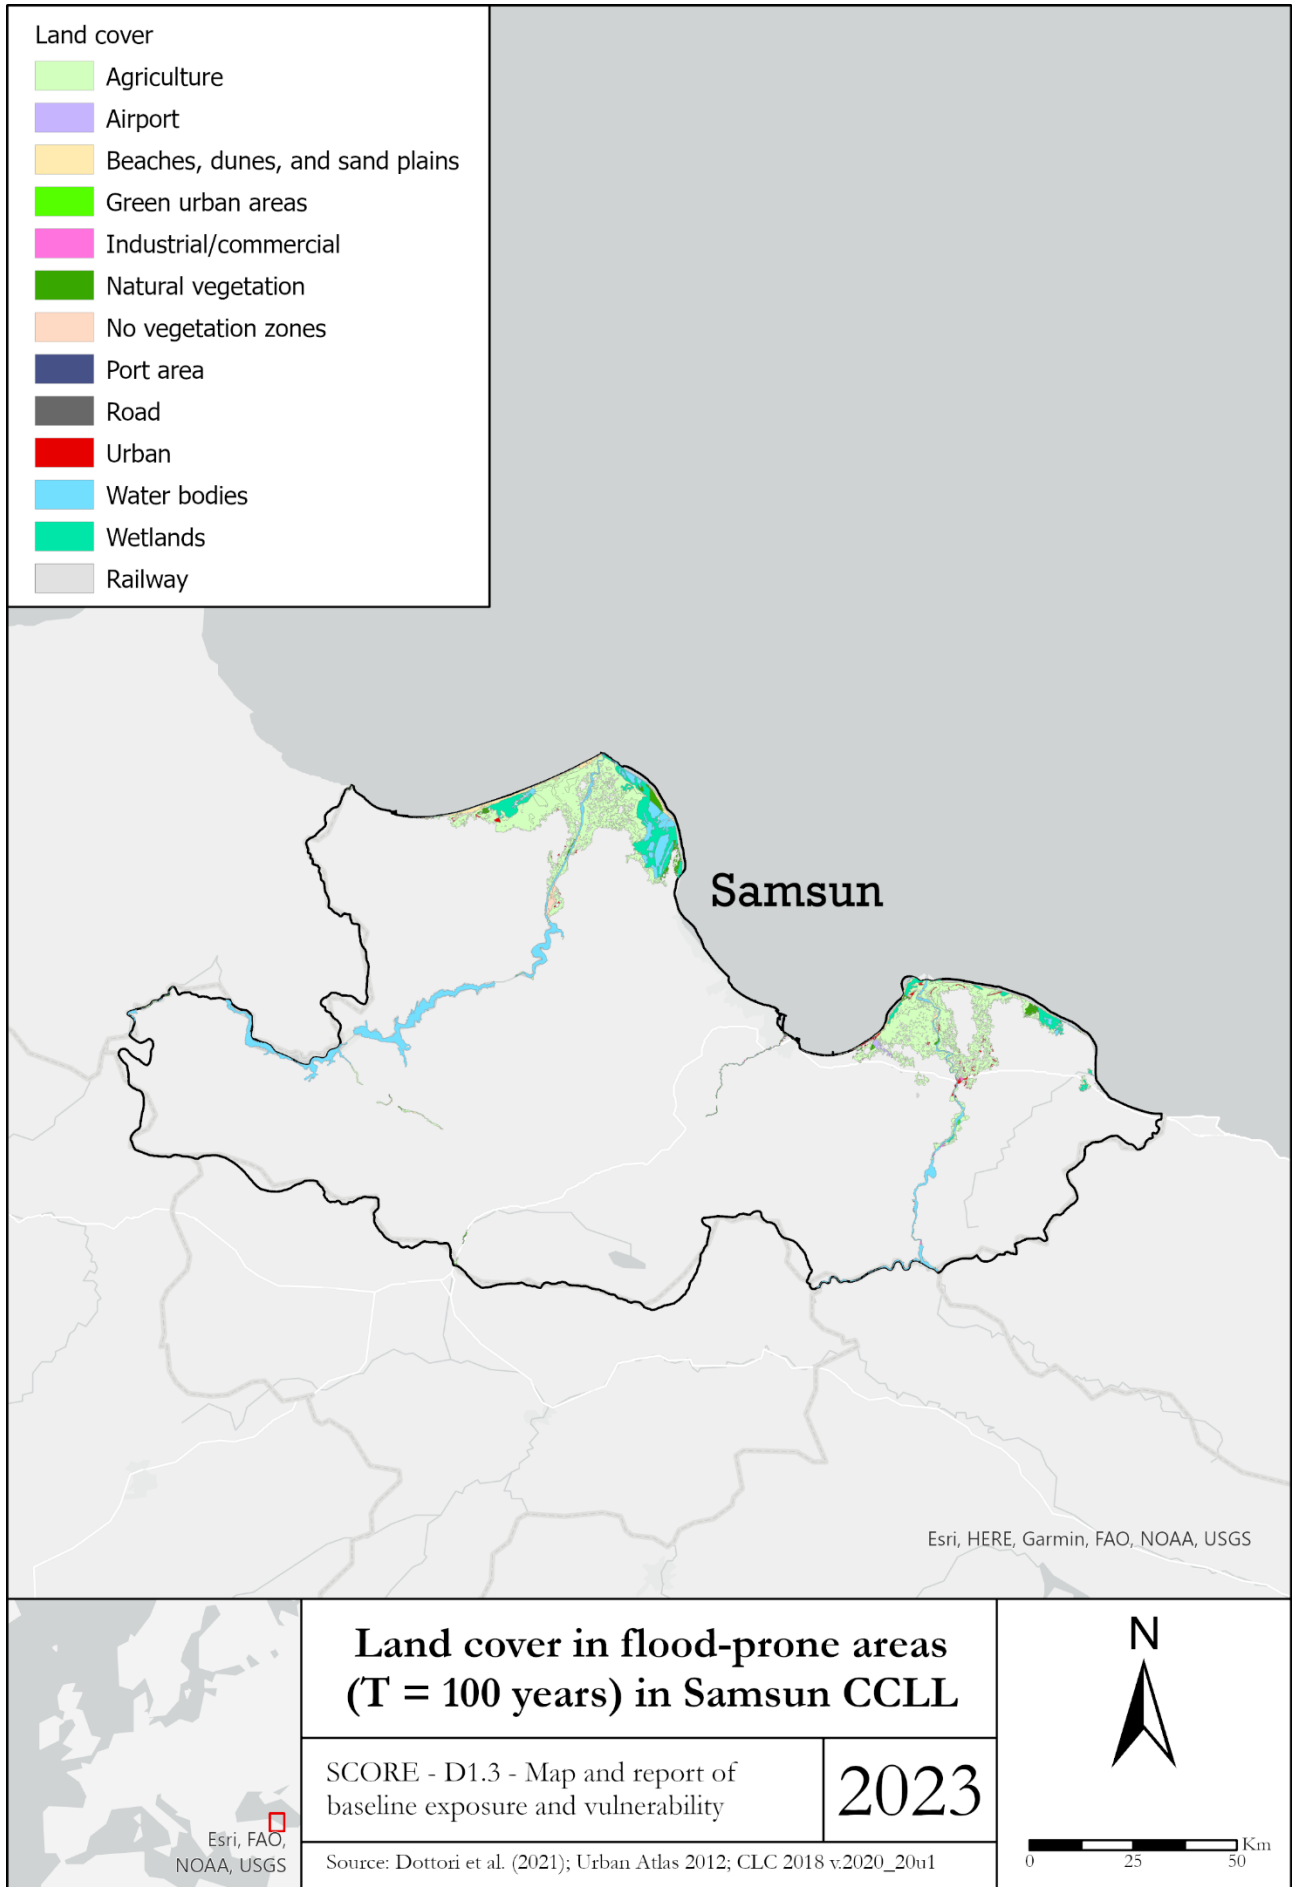 Land cover
Agriculture
Airport
Beaches, dunes, and sand plains
Green urban areas
Industrial/commercial
Natural vegetation
No vegetation zones
Port area
Road
Urban
Water bodies
Wetlands
Railway
Samsun
Esri, HERE, Garmin, FAO, NOAA, USGS
Esri, FAO,
NOAA, USGS
Land cover in flood-prone areas
(T = 100 years) in Samsun CCLL
SCORE - D1.3 - Map and report of
baseline exposure and vulnerability
2023
Source: Dottori et al. (2021); Urban Atlas 2012; CLC 2018 v.2020_20u1
N
Km
0 25 50